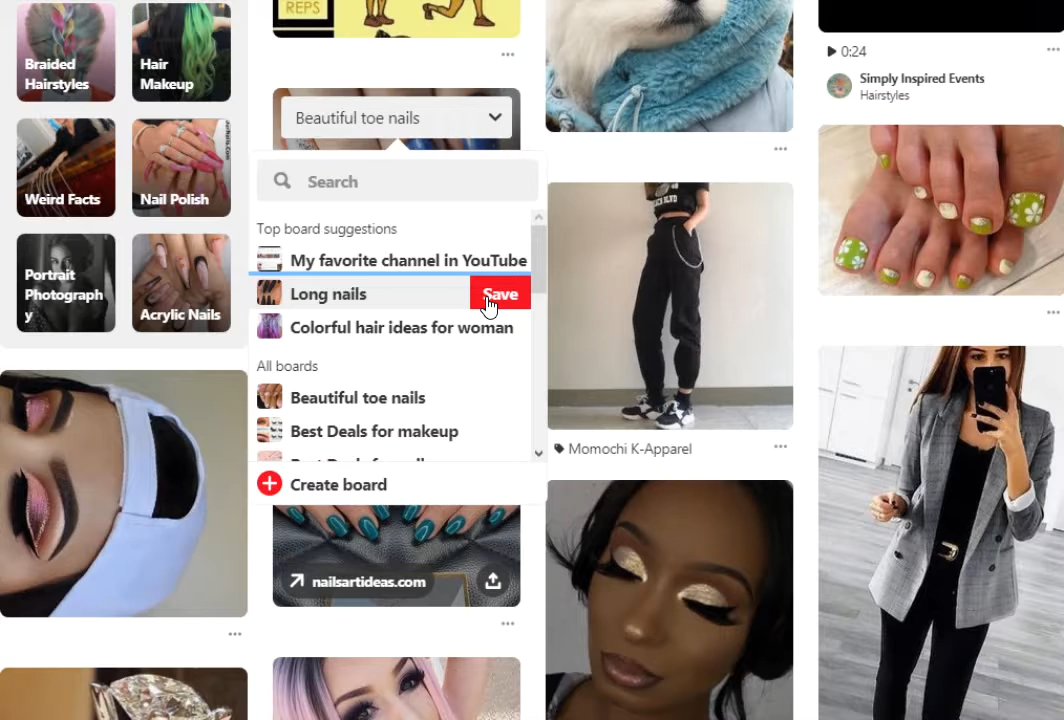 REPS
Braided
Hairstyles
Hair
Makeup
Weird Facts
Nail Polish
Portrait
Photograph
y
Acrylic Nails
Beautiful toe nails
Search
Top board suggestions
My favorite channel in YouTube
Long nails
Save
Colorful hair ideas for woman
All boards
Beautiful toe nails
Best Deals for makeup
Create board
nailsartideas.com
Momochi K-Apparel
0:24
Simply Inspired Events
Hairstyles